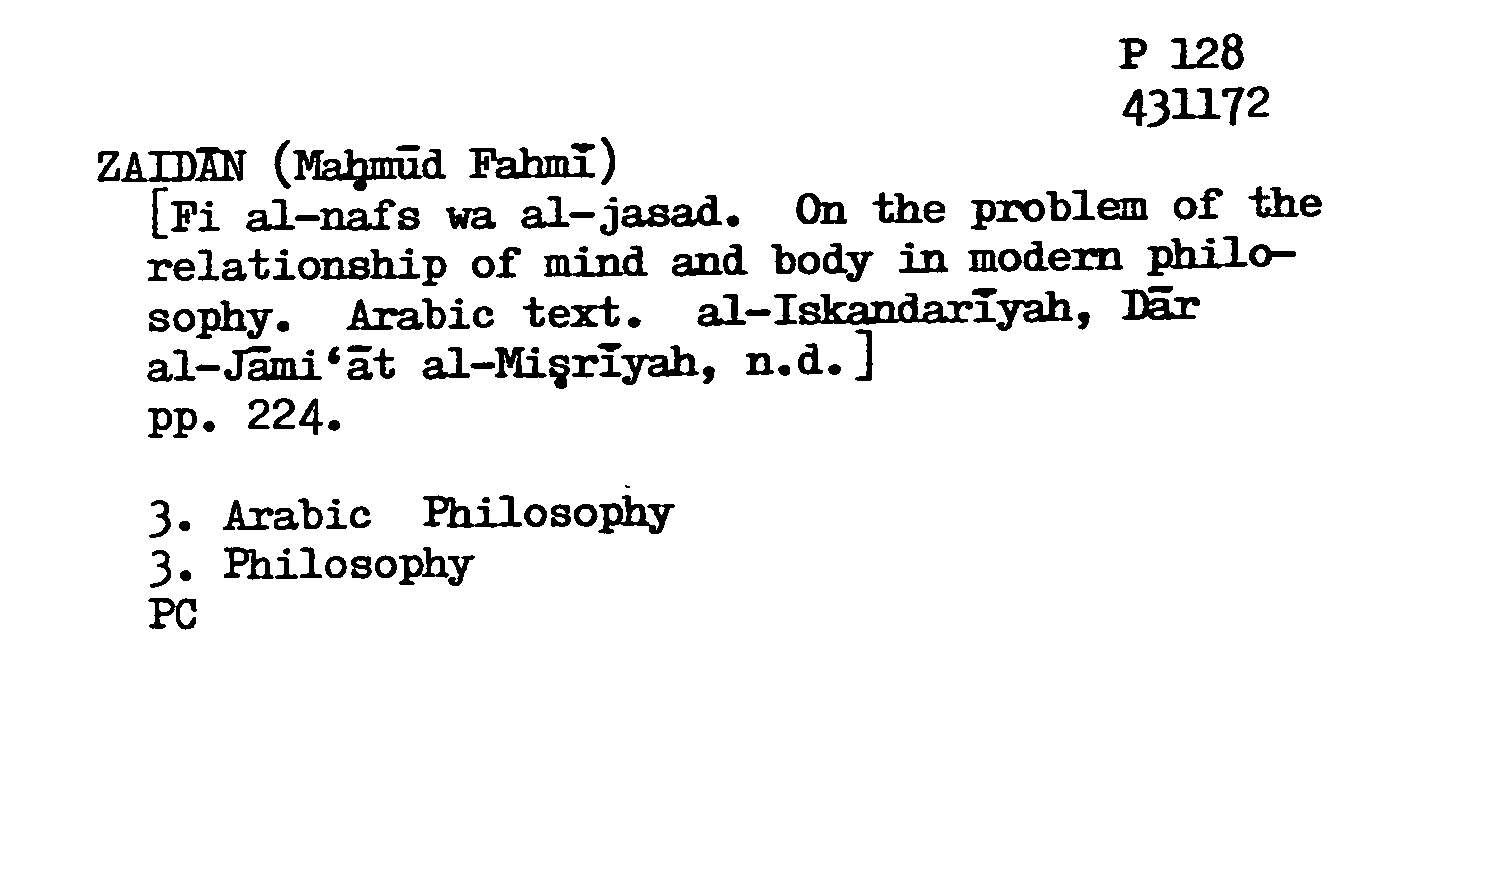 P 128
431172
ZAIDĀN (Maḥmūd Fahmī)
[Fi al-nafs wa al-jasad. On the problem of the
relationship of mind and body in modern philo-
sophy. Arabic text. al-Iskandarīyah, Dār
al-Jāmi‘āt al-Miṣrīyah, n.d.]
pp. 224.
3. Arabic Philosophy
3. Philosophy
PC